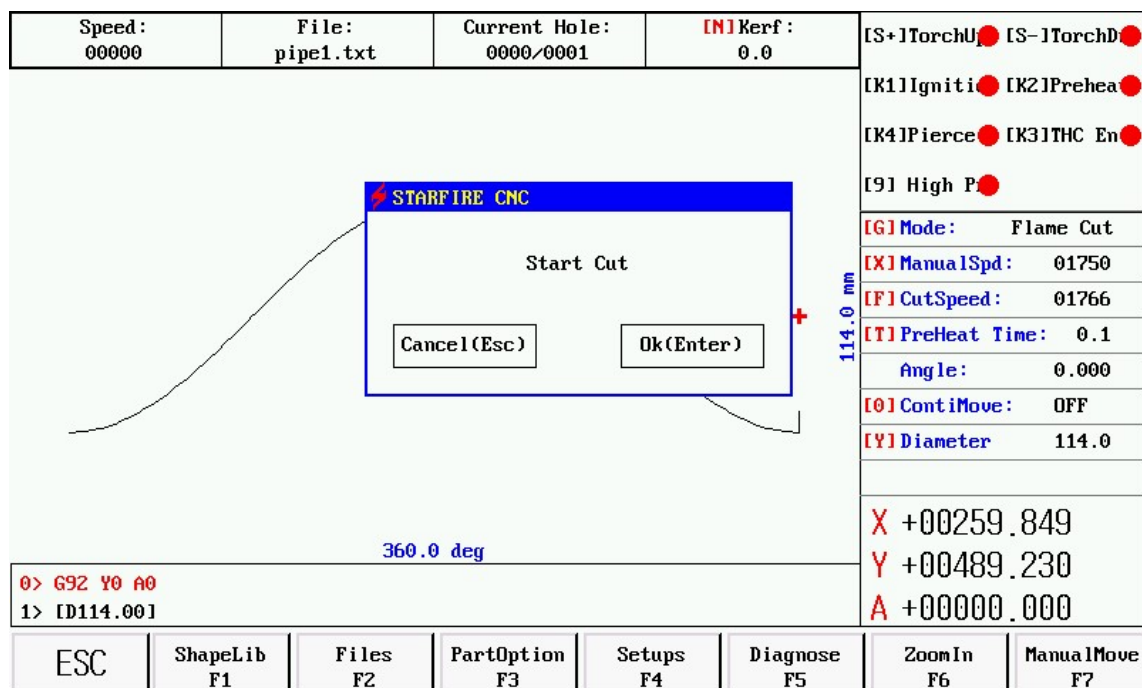 Speed: File: Current Hole: [N]Kerf:
00000 pipe1.txt 0000/0001 0.0
[S+]TorchUp [S-]TorchD
[K1]Igniti [K2]Prehea
[K4]Pierce [K3]THC En
[9] High P
STARFIRE CNC
Start Cut
Cancel(Esc) Ok(Enter)
114.0 mm
360.0 deg
[G]Mode: Flame Cut
[X]ManualSpd: 01750
[F]CutSpeed: 01766
[T]PreHeat Time: 0.1
Angle: 0.000
[0]ContiMove: OFF
[Y]Diameter 114.0
X +00259.849
Y +00489.230
A +00000.000
0> G92 Y0 A0
1> [D114.00]
ESC ShapeLib Files PartOption Setups Diagnose ZoomIn ManualMove
F1 F2 F3 F4 F5 F6 F7